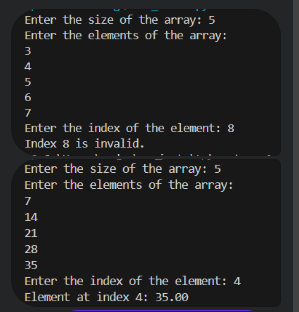 Enter the size of the array: 5
Enter the elements of the array:
3
4
5
6
7
Enter the index of the element: 8
Index 8 is invalid.
Enter the size of the array: 5
Enter the elements of the array:
7
14
21
28
35
Enter the index of the element: 4
Element at index 4: 35.00